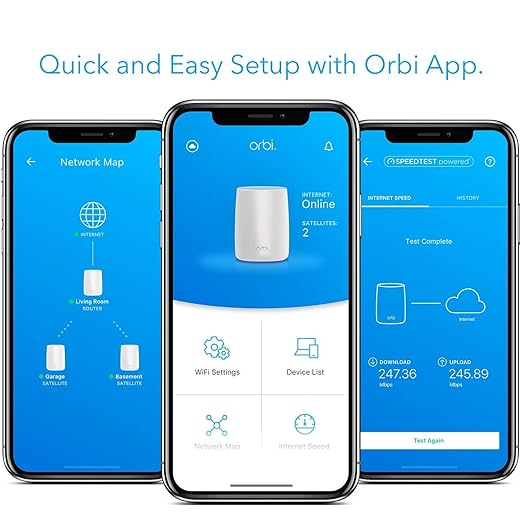 Quick and Easy Setup with Orbi App.
Network Map
INTERNET
Living Room
ROUTER
Garage
SATELLITE
Basement
SATELLITE
orbi.
orbi
INTERNET:
Online
SATELLITES:
2
WiFi Settings
Device List
Network Map
Internet Speed
SPEEDTEST powered
?
INTERNET SPEED
HISTORY
Test Complete
orbi
Internet
DOWNLOAD
247.36
Mbps
UPLOAD
245.89
Mbps
Test Again